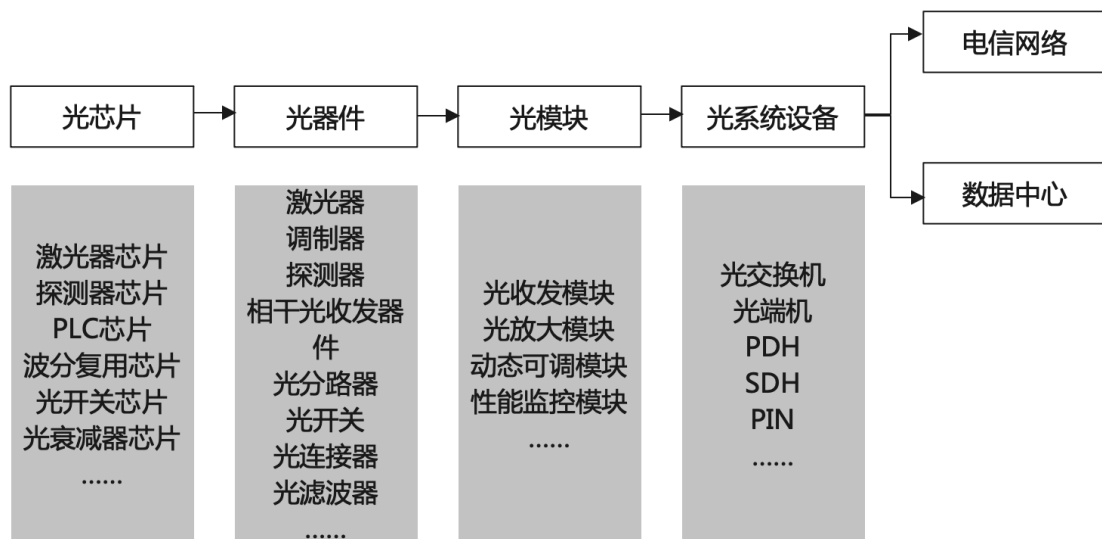 光芯片
光器件
光模块
光系统设备
电信网络
数据中心
激光器芯片
探测器芯片
PLC芯片
波分复用芯片
光开关芯片
光衰减器芯片
……
激光器
调制器
探测器
相干光收发器
件
光分路器
光开关
光连接器
光滤波器
……
光收发模块
光放大模块
动态可调模块
性能监控模块
……
光交换机
光端机
PDH
SDH
PIN
……